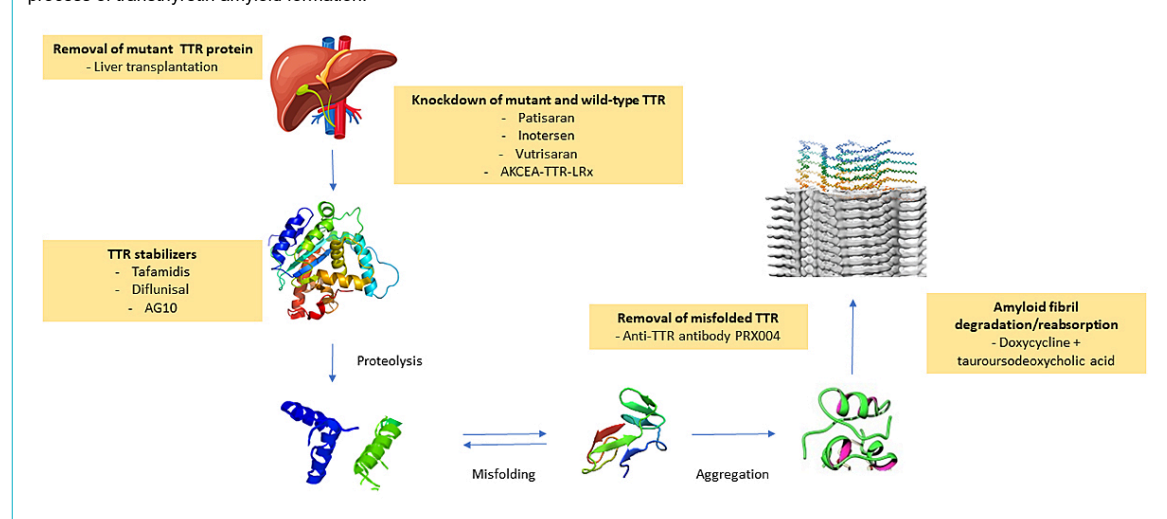 process of transthyretin amyloid formation.
Removal of mutant TTR protein
- Liver transplantation
Knockdown of mutant and wild-type TTR
- Patisaran
- Inotersen
- Vutrisaran
- AKCEA-TTR-LRx
TTR stabilizers
- Tafamidis
- Diflunisal
- AG10
Proteolysis
Misfolding
Removal of misfolded TTR
- Anti-TTR antibody PRX004
Aggregation
Amyloid fibril
degradation/reabsorption
- Doxycycline +
tauroursodeoxycholic acid